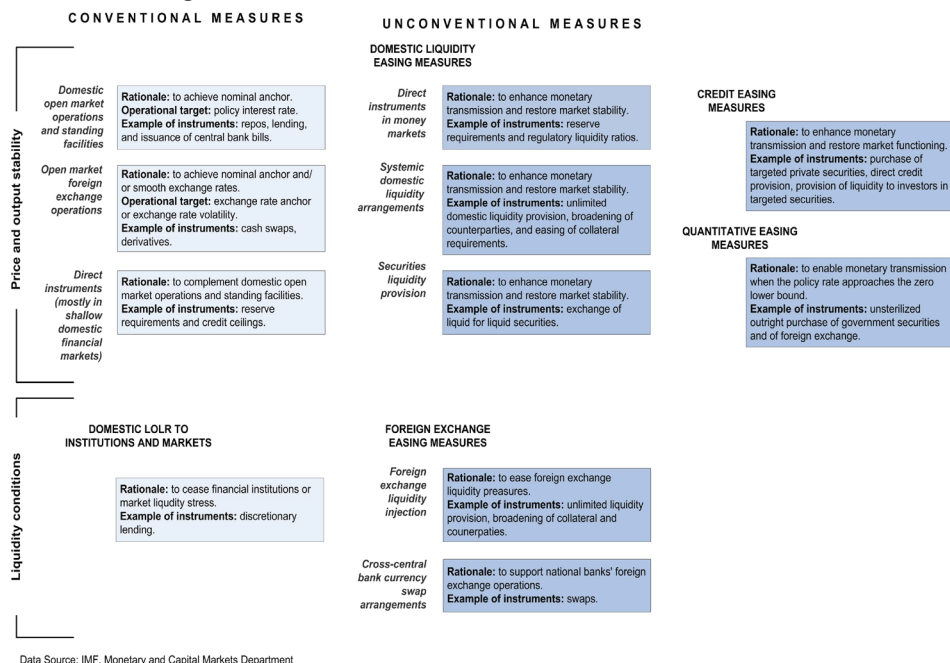 CONVENTIONAL MEASURES
UNCONVENTIONAL MEASURES
Price and output stability
Domestic
open market
operations
and standing
facilities
Rationale: to achieve nominal anchor.
Operational target: policy interest rate.
Example of instruments: repos, lending,
and issuance of central bank bills.
Open market
foreign
exchange
operations
Rationale: to achieve nominal anchor and/
or smooth exchange rates.
Operational target: exchange rate anchor
or exchange rate volatility.
Example of instruments: cash swaps,
derivatives.
Direct
instruments
(mostly in
shallow
domestic
financial
markets)
Rationale: to complement domestic open
market operations and standing facilities.
Example of instruments: reserve
requirements and credit ceilings.
DOMESTIC LIQUIDITY
EASING MEASURES
Direct
instruments
in money
markets
Rationale: to enhance monetary
transmission and restore market stability.
Example of instruments: reserve
requirements and regulatory liquidity ratios.
Systemic
domestic
liquidity
arrangements
Rationale: to enhance monetary
transmission and restore market stability.
Example of instruments: unlimited
domestic liquidity provision, broadening of
counterparties, and easing of collateral
requirements.
Securities
liquidity
provision
Rationale: to enhance monetary
transmission and restore market stability.
Example of instruments: exchange of
liquid for liquid securities.
CREDIT EASING
MEASURES
Rationale: to enhance monetary
transmission and restore market functioning.
Example of instruments: purchase of
targeted private securities, direct credit
provision, provision of liquidity to investors in
targeted securities.
QUANTITATIVE EASING
MEASURES
Rationale: to enable monetary transmission
when the policy rate approaches the zero
lower bound.
Example of instruments: unsterilized
outright purchase of government securities
and of foreign exchange.
Liquidity conditions
DOMESTIC LOLR TO
INSTITUTIONS AND MARKETS
Rationale: to cease financial institutions or
market liqudity stress.
Example of instruments: discretionary
lending.
FOREIGN EXCHANGE
EASING MEASURES
Foreign
exchange
liquidity
injection
Rationale: to ease foreign exchange
liquidity preasures.
Example of instruments: unlimited liquidity
provision, broadening of collateral and
counerpaties.
Cross-central
bank currency
swap
arrangements
Rationale: to support national banks' foreign
exchange operations.
Example of instruments: swaps.
Data Source: IMF, Monetary and Capital Markets Department